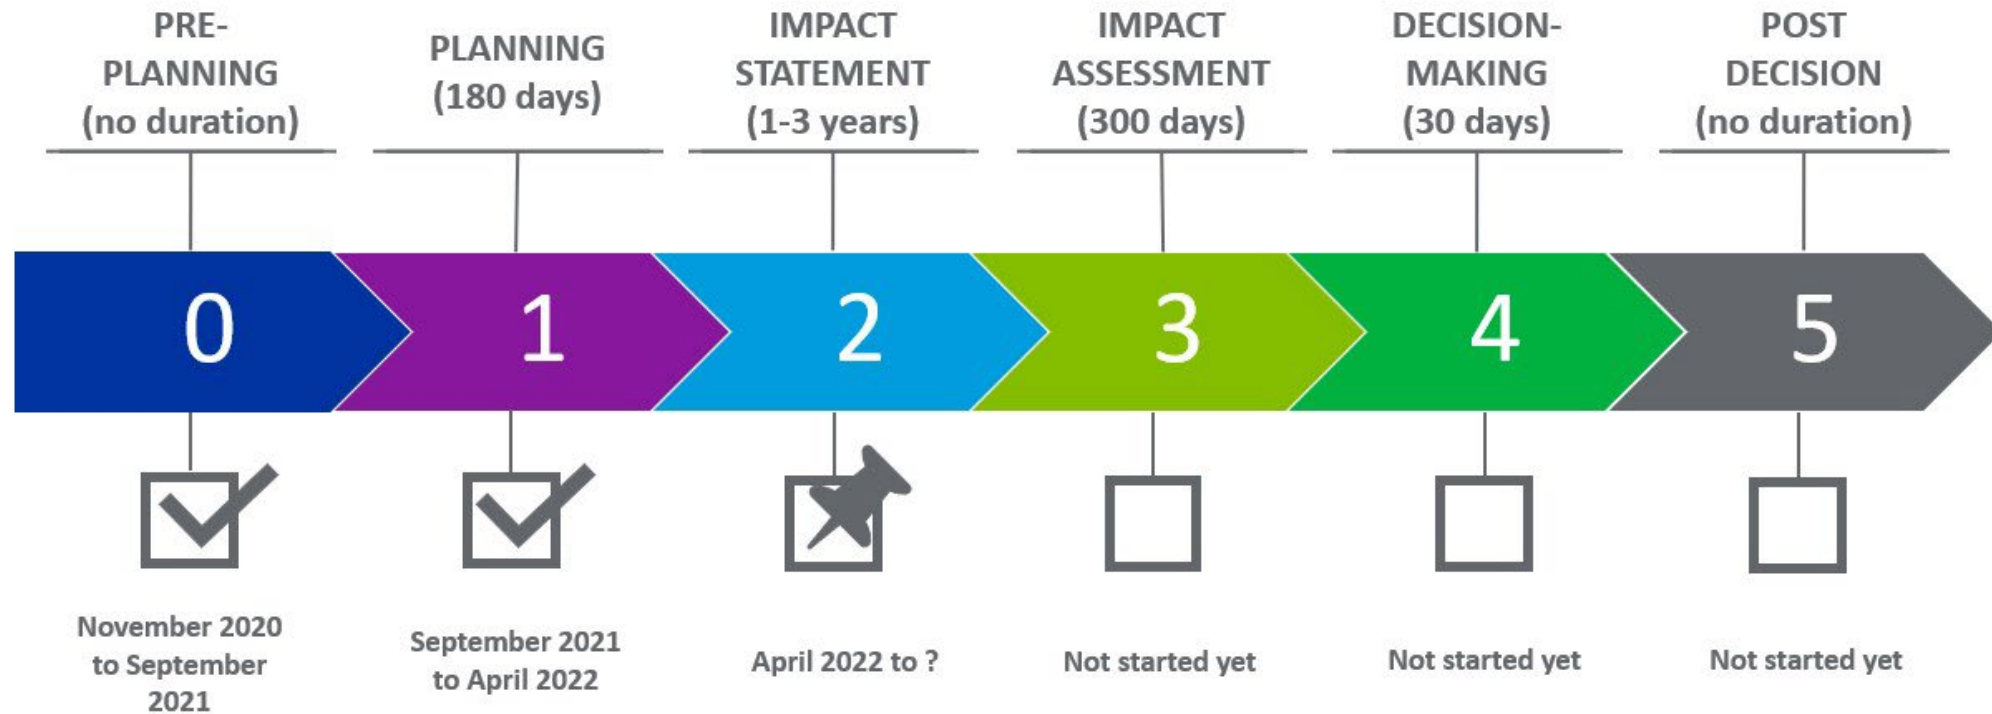 PRE-
PLANNING
(no duration)
PLANNING
(180 days)
IMPACT
STATEMENT
(1-3 years)
IMPACT
ASSESSMENT
(300 days)
DECISION-
MAKING
(30 days)
POST
DECISION
(no duration)
0
1
2
3
4
5
November 2020
to September
2021
September 2021
to April 2022
April 2022 to ?
Not started yet
Not started yet
Not started yet